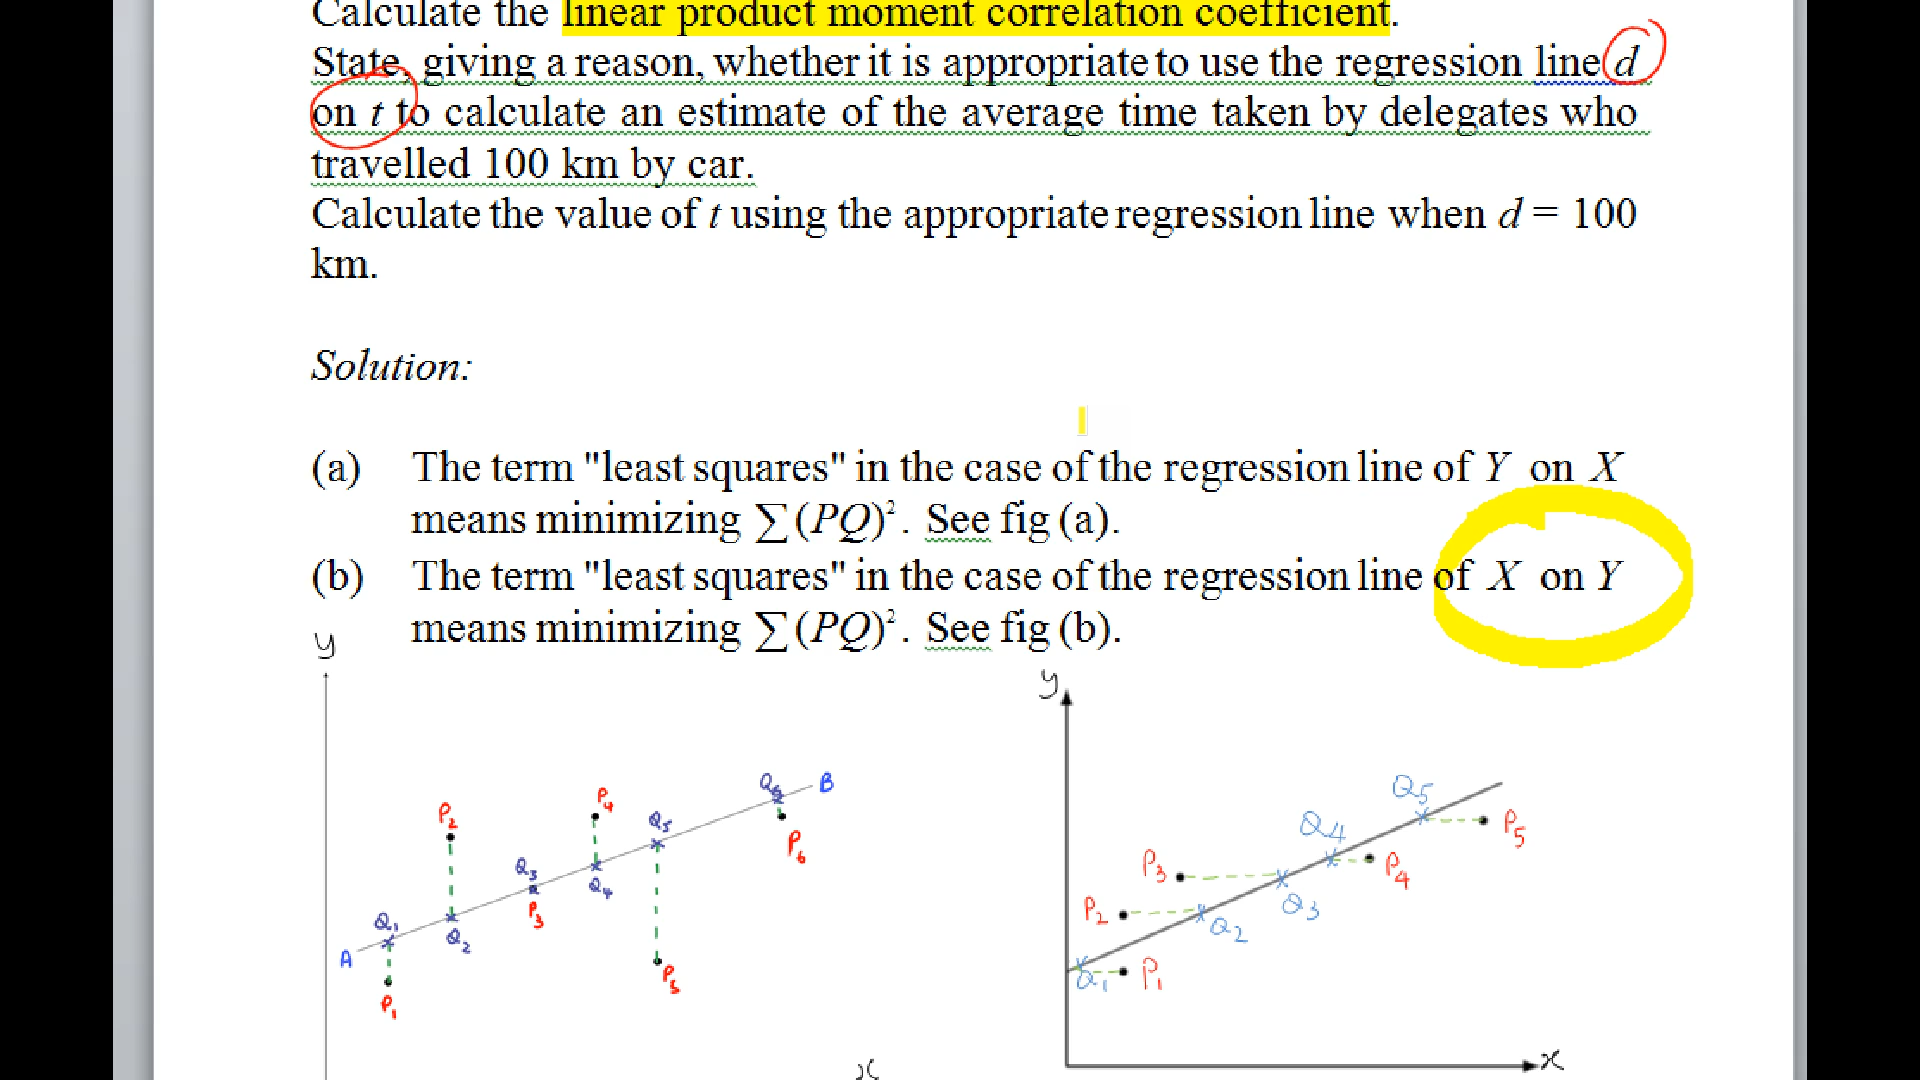 Calculate the linear product moment correlation coefficient.
State, giving a reason, whether it is appropriate to use the regression line d
on t to calculate an estimate of the average time taken by delegates who
travelled 100 km by car.
Calculate the value of t using the appropriate regression line when d = 100
km.
Solution:
(a) The term "least squares" in the case of the regression line of Y on X
means minimizing ∑(PQ)². See fig (a).
(b) The term "least squares" in the case of the regression line of X on Y
means minimizing ∑(PQ)². See fig (b).
y
y
Q₆ B
Q₅
P₄
P₂
Q₅
Q₄
P₅
P₆
Q₃
P₃
P₄
Q₄
Q₁
P₃
P₂
Q₃
Q₂
Q₂
A
P₅
Q₁
P₁
P₁
x
x